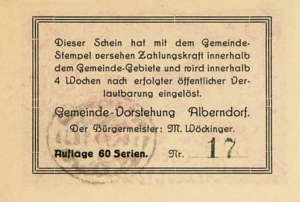 Dieser Schein hat mit dem Gemeinde-
Stempel versehen Zahlungskraft innerhalb
dem Gemeinde-Gebiete und wird innerhalb
4 Wochen nach erfolgter öffentlicher Ver-
lautbarung eingelöst.
Gemeinde-Vorstehung Alberndorf.
Der Bürgermeister: M. Wöckinger.
Auflage 60 Serien. Nr. 17